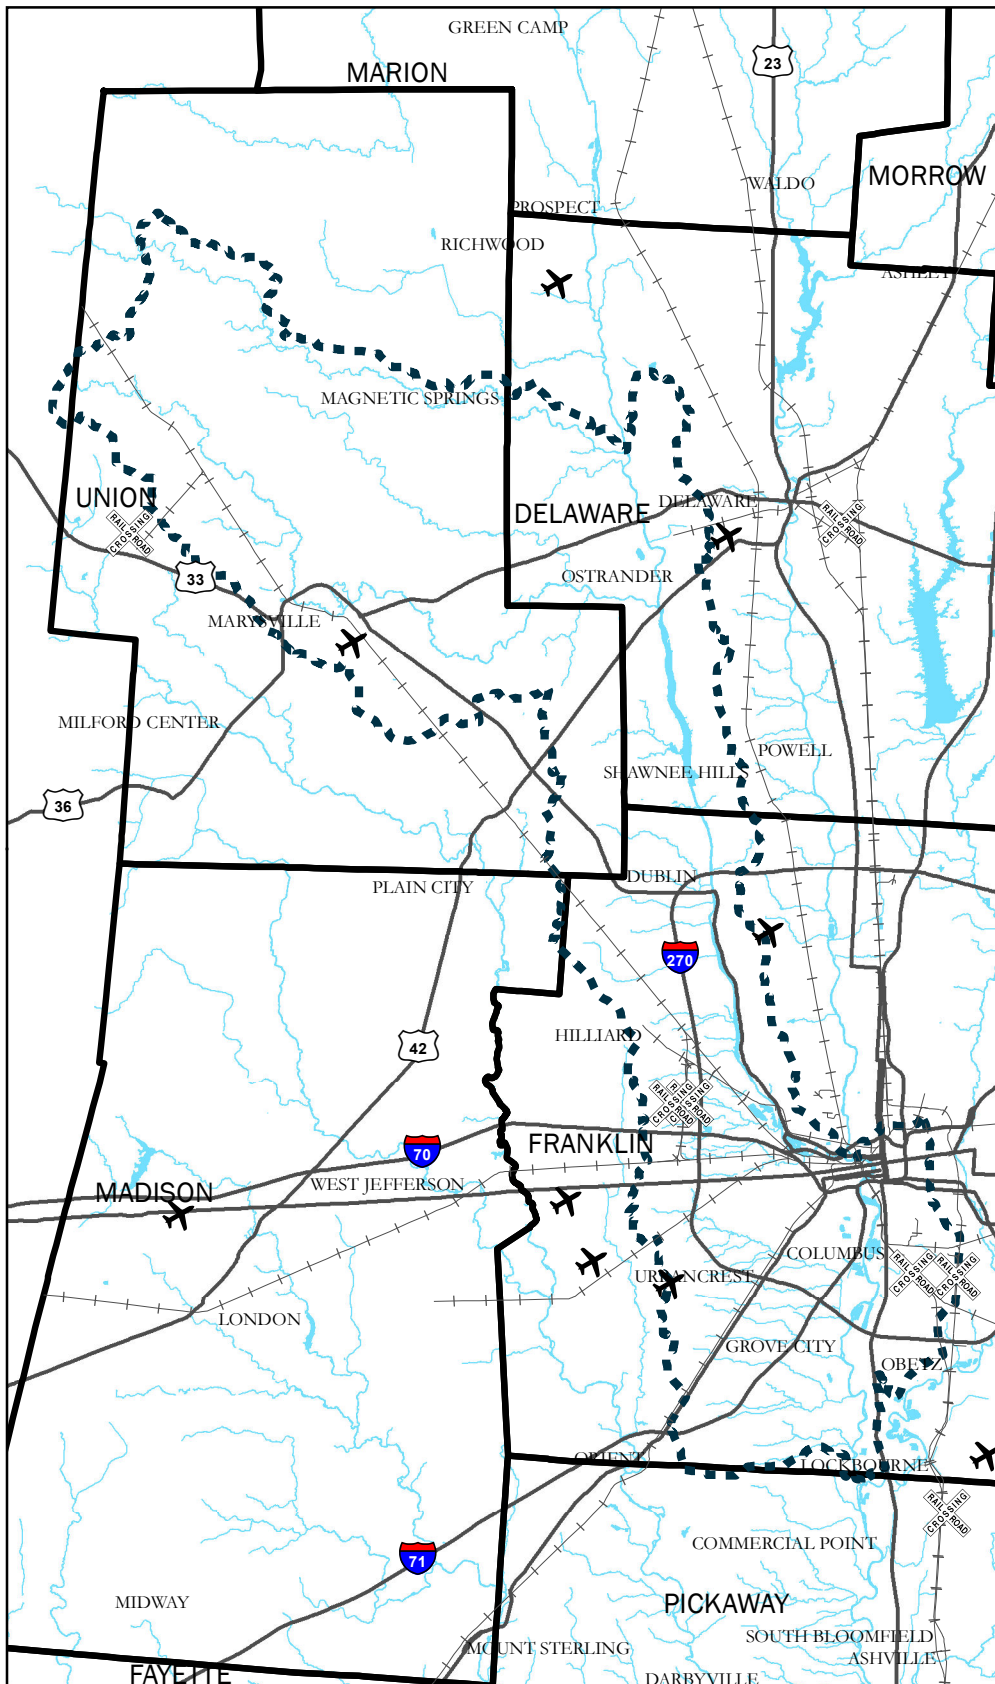 GREEN CAMP
23
MARION
MORROW
WALDO
PROSPECT
RICHWOOD
ASHLEY
MAGNETIC SPRINGS
UNION
DELAWARE
DELAWARE
RAIL CROSSING ROAD
RAIL CROSSING ROAD
33
OSTRANDER
MARYSVILLE
MILFORD CENTER
POWELL
SHAWNEE HILLS
36
DUBLIN
PLAIN CITY
270
HILLIARD
42
RAIL CROSSING ROAD
RAIL CROSSING ROAD
FRANKLIN
70
WEST JEFFERSON
MADISON
COLUMBUS
URBANCREST
RAIL CROSSING ROAD
RAIL CROSSING ROAD
LONDON
GROVE CITY
OBETZ
ORIENT
LOCKBOURNE
RAIL CROSSING ROAD
COMMERCIAL POINT
71
MIDWAY
PICKAWAY
SOUTH BLOOMFIELD
MOUNT STERLING
ASHVILLE
FAYETTE
DARBYVILLE